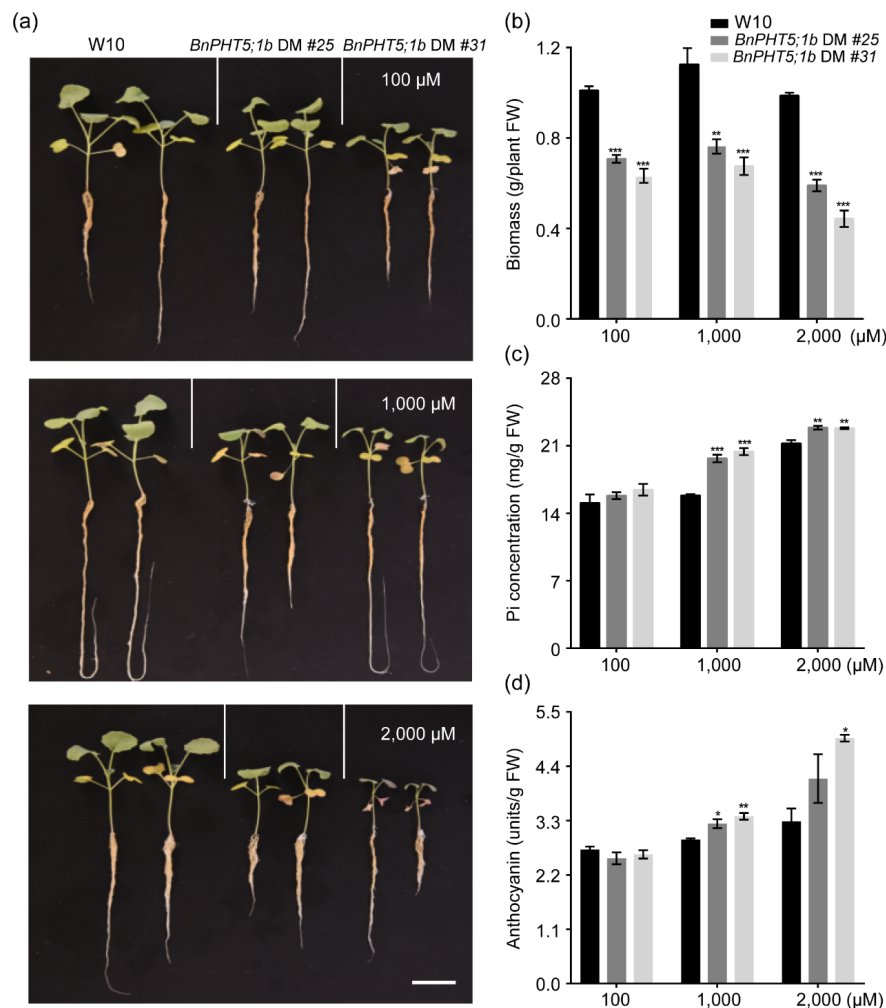 (a)
W10 BnPHT5;1b DM #25 BnPHT5;1b DM #31
100 µM
1,000 µM
2,000 µM
(b)
W10
BnPHT5;1b DM #25
BnPHT5;1b DM #31
Biomass (g/plant FW)
1.2
0.8
0.4
0.0
*** ***
** ***
*** ***
100 1,000 2,000 (µM)
(c)
Pi concentration (mg/g FW)
28
21
14
7
0
*** ***
** **
100 1,000 2,000 (µM)
(d)
Anthocyanin (units/g FW)
5.5
4.4
3.3
2.2
1.1
0.0
* **
*
100 1,000 2,000 (µM)